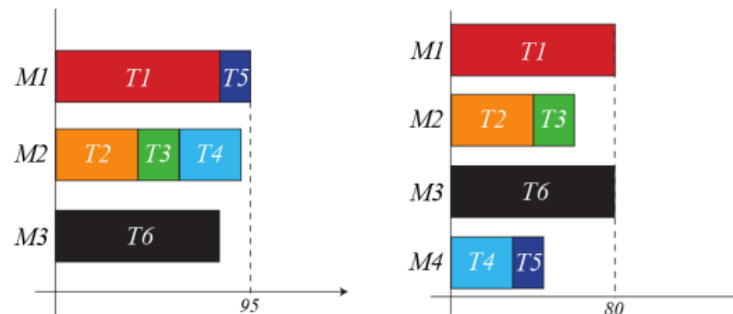 M1 T1 T5
M2 T2 T3 T4
M3 T6
95
M1 T1
M2 T2 T3
M3 T6
M4 T4 T5
80